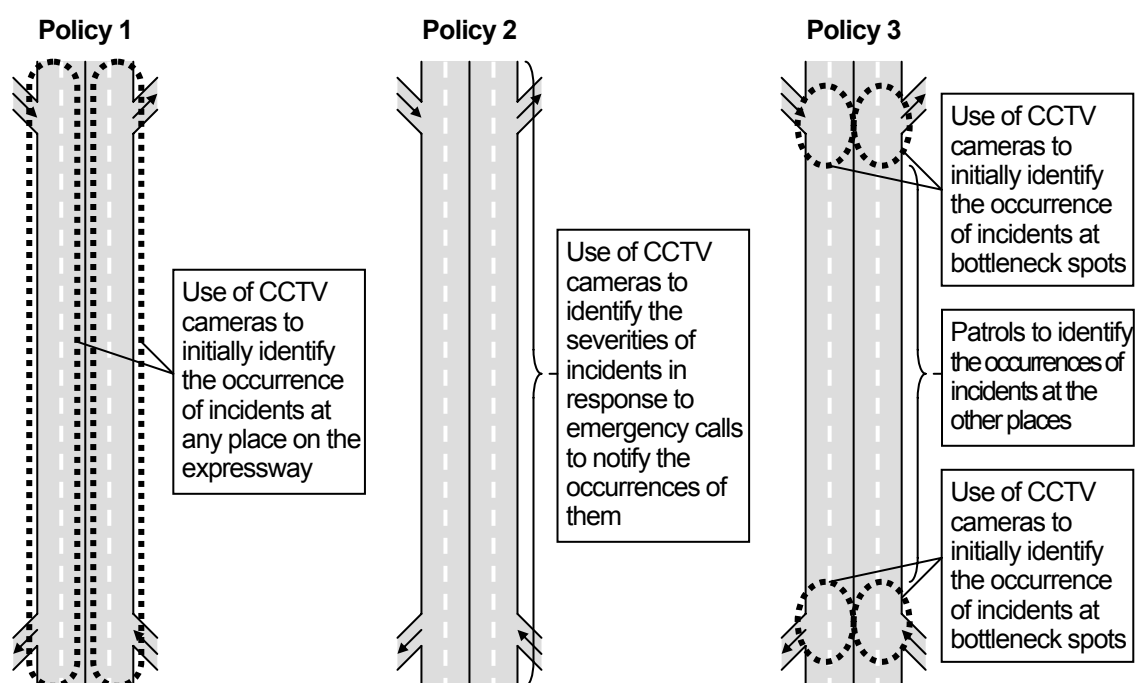 Policy 1
Policy 2
Policy 3
Use of CCTV
cameras to
initially identify
the occurrence
of incidents at
any place on the
expressway
Use of CCTV
cameras to
identify the
severities of
incidents in
response to
emergency calls
to notify the
occurrences of
them
Use of CCTV
cameras to
initially identify
the occurrence
of incidents at
bottleneck spots
Patrols to identify
the occurrences of
incidents at the
other places
Use of CCTV
cameras to
initially identify
the occurrence
of incidents at
bottleneck spots